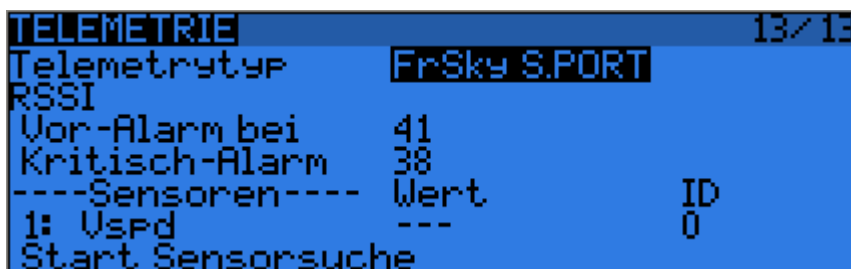 TELEMETRIE 13/13
Telemetrytyp FrSky S.PORT
RSSI
Vor-Alarm bei 41
Kritisch-Alarm 38
----Sensoren---- Wert ID
1: Vspd --- 0
Start Sensorsuche